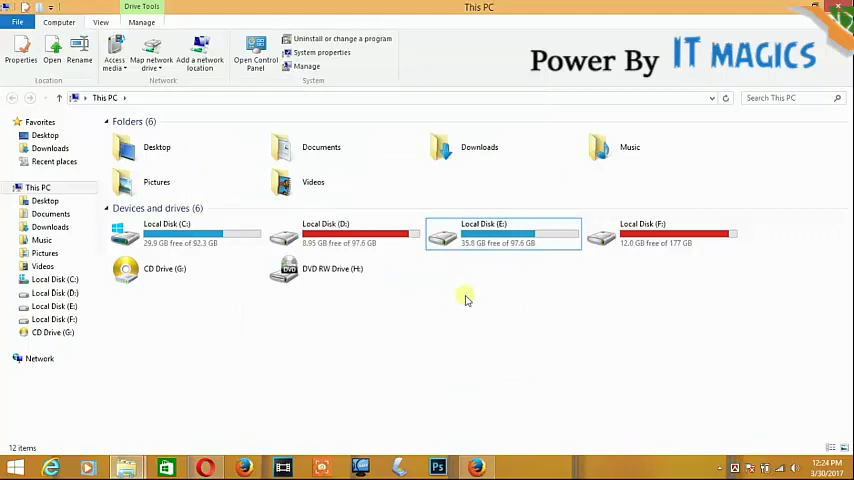 Drive Tools
This PC
File
Computer
View
Manage
Properties
Open
Rename
Access media
Map network drive
Add a network location
Open Control Panel
Uninstall or change a program
System properties
Manage
Location
Network
System
Power By IT MAGICS
This PC
Search This PC
Favorites
Desktop
Downloads
Recent places
This PC
Desktop
Documents
Downloads
Music
Pictures
Videos
Local Disk (C:)
Local Disk (D:)
Local Disk (E:)
Local Disk (F:)
CD Drive (G:)
Network
Folders (6)
Desktop
Documents
Downloads
Music
Pictures
Videos
Devices and drives (6)
Local Disk (C:)
29.9 GB free of 92.3 GB
Local Disk (D:)
8.95 GB free of 97.6 GB
Local Disk (E:)
35.8 GB free of 97.6 GB
Local Disk (F:)
12.0 GB free of 177 GB
CD Drive (G:)
DVD
DVD RW Drive (H:)
12 items
Ps
12:24 PM
3/30/2017